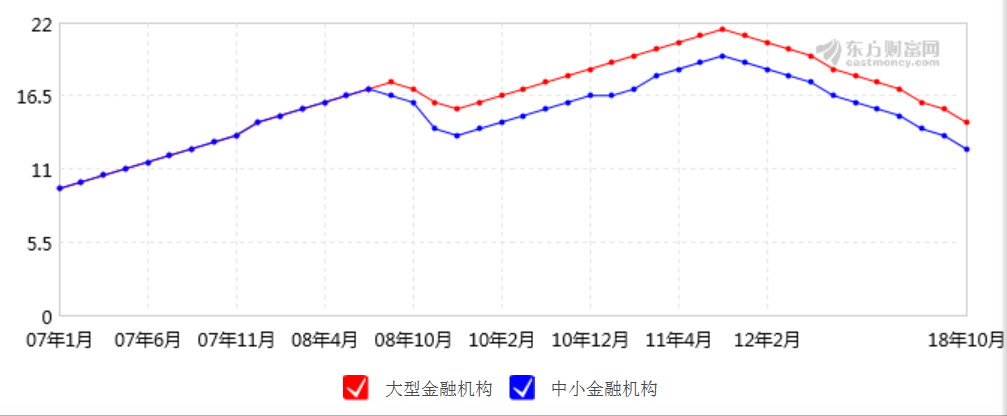 22
东方财富网
eastmoney.com
16.5
11
5.5
0
07年1月 07年6月 07年11月 08年4月 08年10月 10年2月 10年12月 11年4月 12年2月 18年10月
大型金融机构 中小金融机构